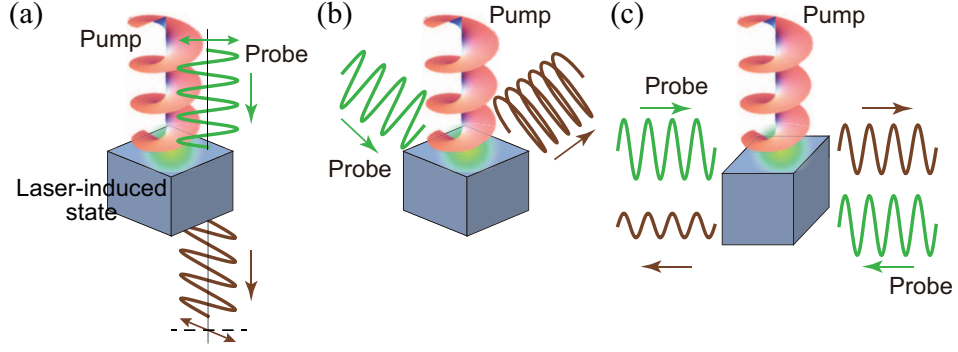 (a)
Pump
Probe
Laser-induced
state
(b)
Pump
Probe
(c)
Pump
Probe
Probe